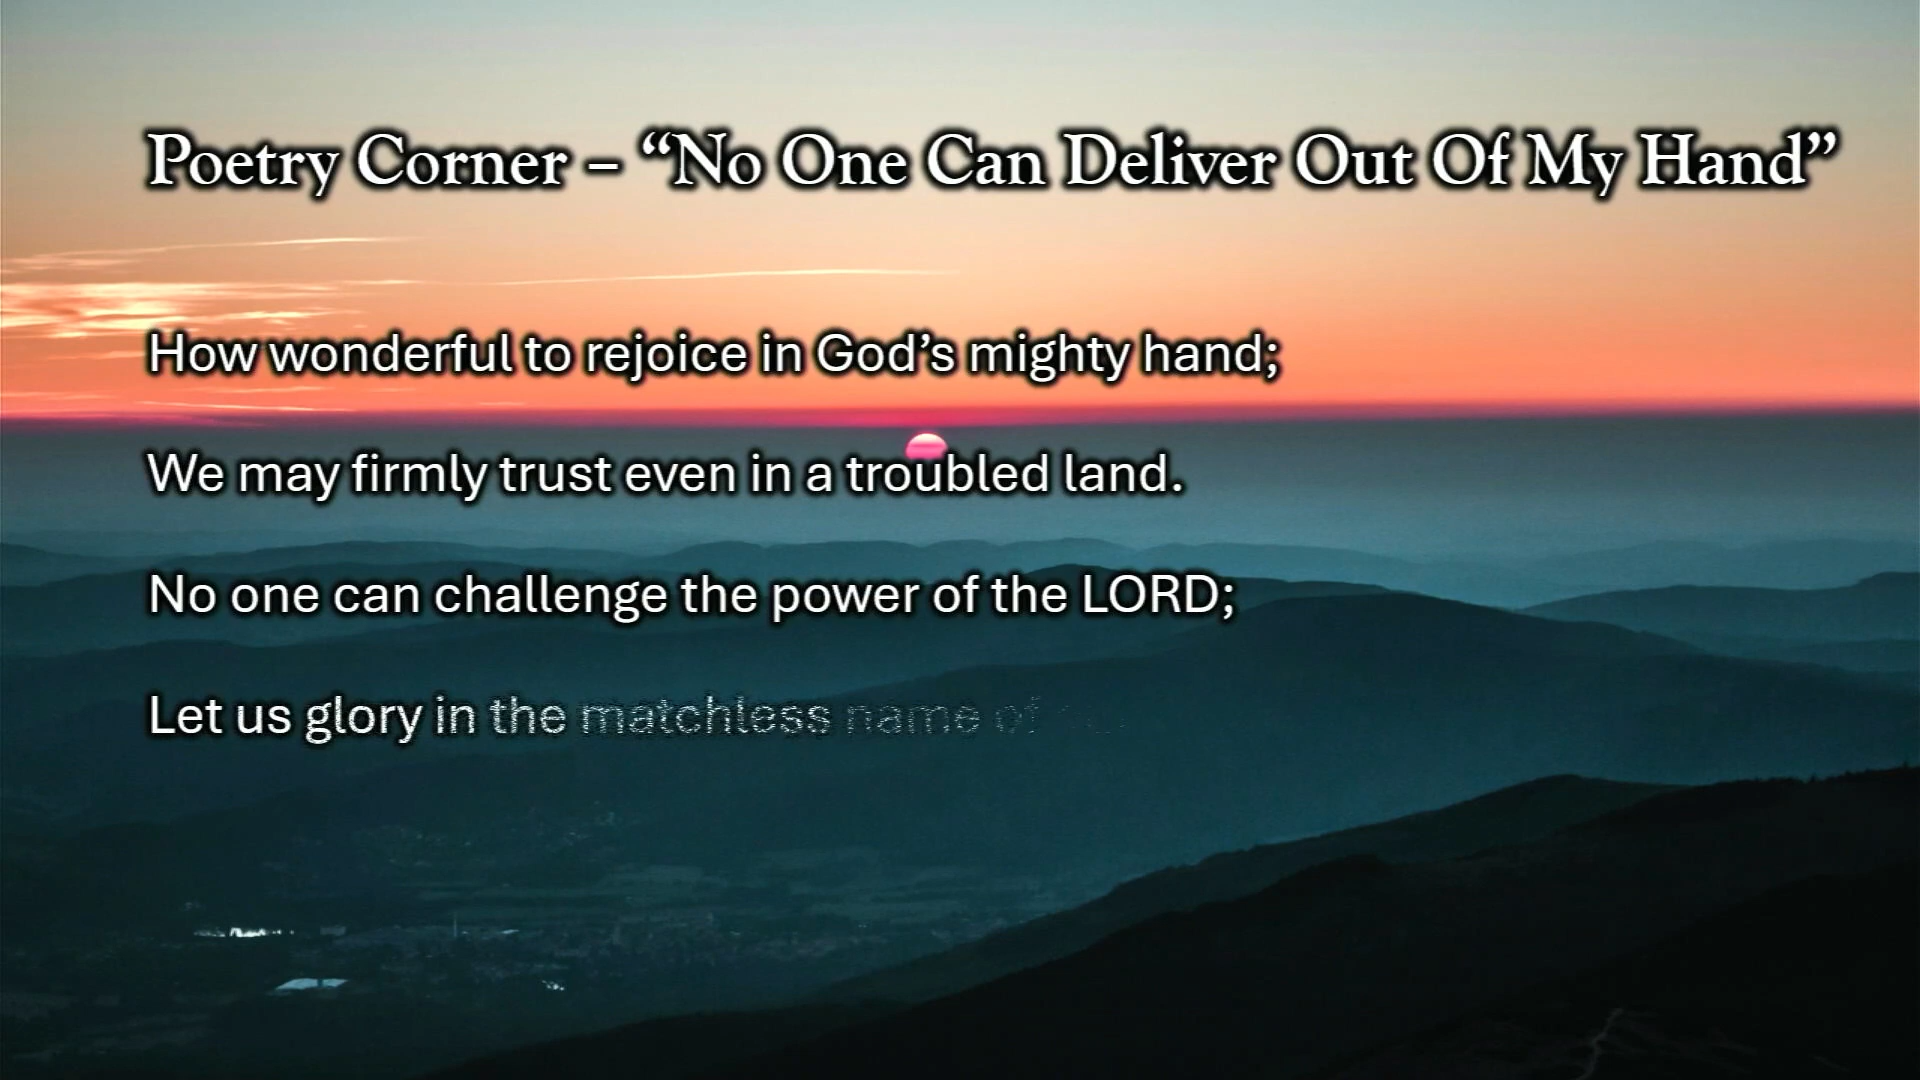 Poetry Corner – “No One Can Deliver Out Of My Hand”
How wonderful to rejoice in God’s mighty hand;
We may firmly trust even in a troubled land.
No one can challenge the power of the LORD;
Let us glory in the matchless name of